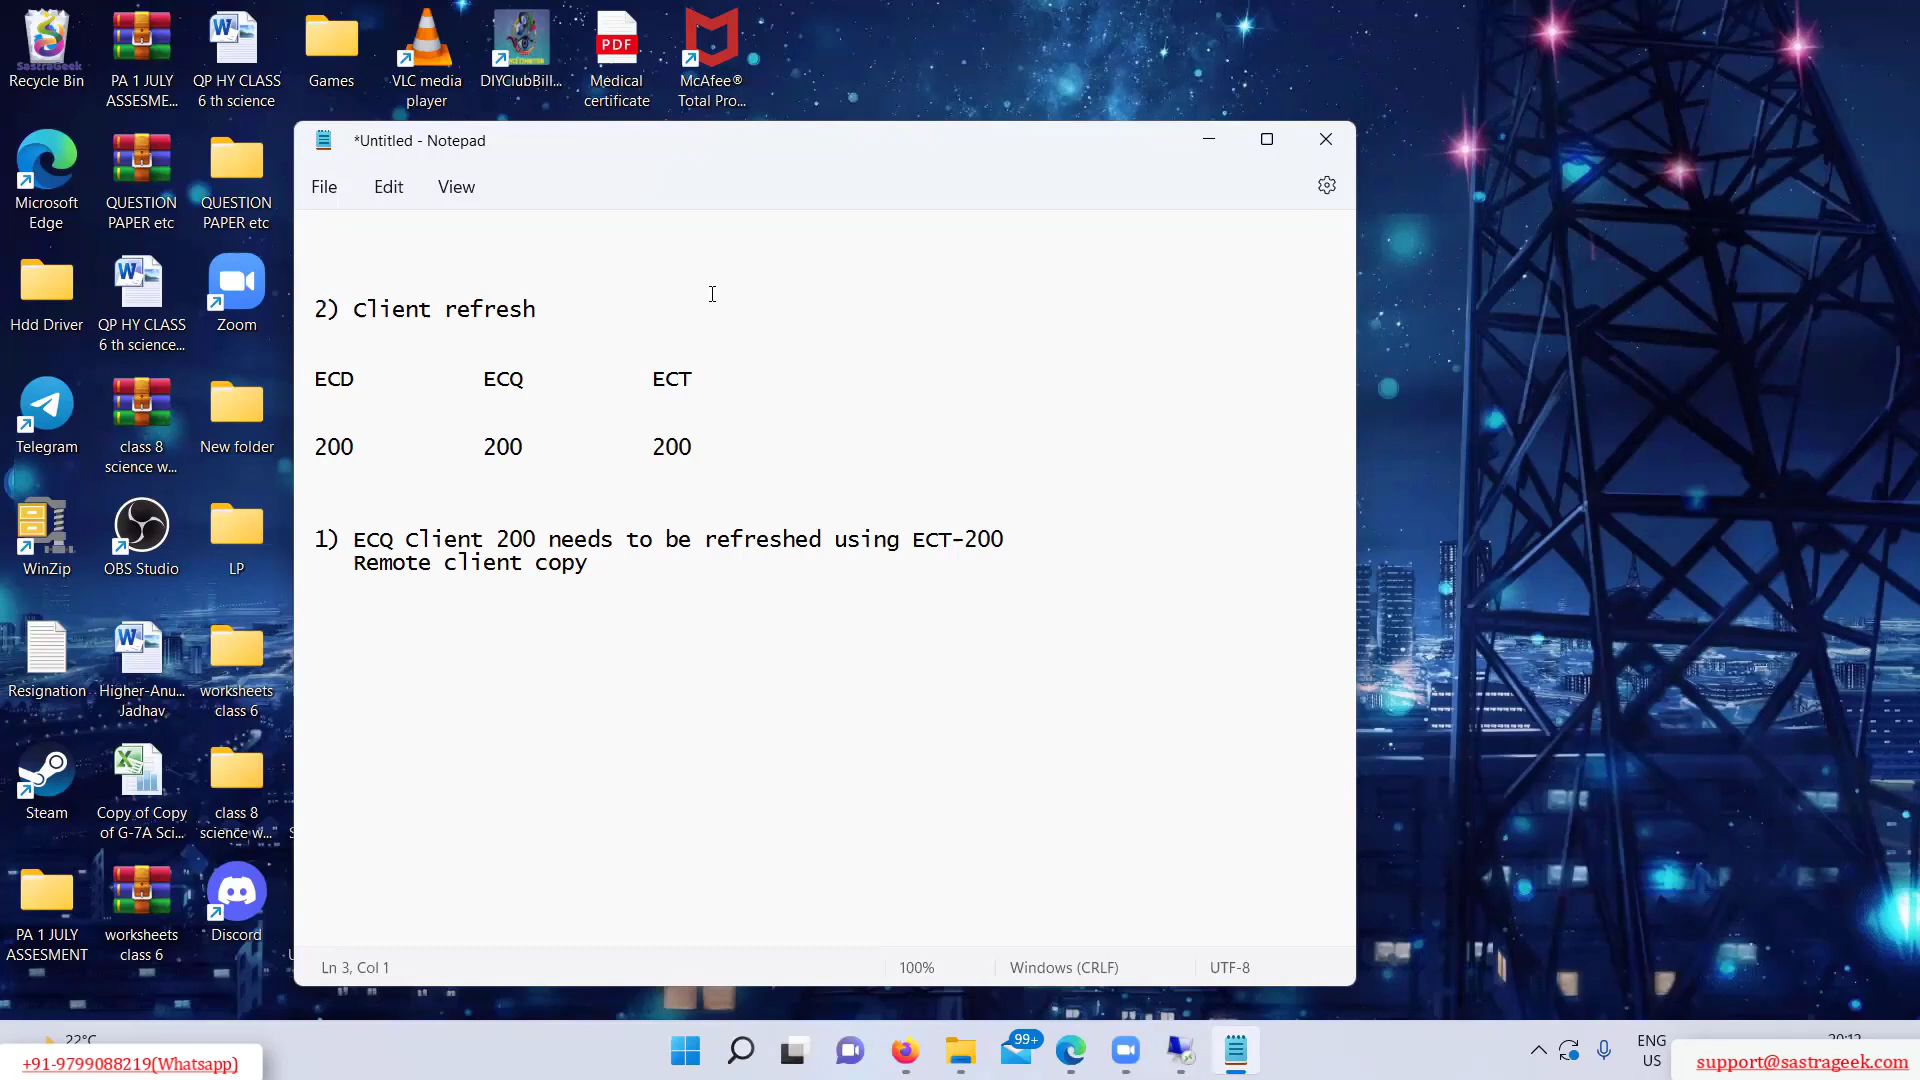 Recycle Bin
PA 1 JULY
ASSESME...
QP HY CLASS
6 th science
Games
VLC media
player
DIYClubBill...
PDF
Medical
certificate
McAfee®
Total Pro...
SastraGeek
Microsoft
Edge
QUESTION
PAPER etc
QUESTION
PAPER etc
Hdd Driver
QP HY CLASS
6 th science...
Zoom
Telegram
class 8
science w...
New folder
WinZip
OBS Studio
LP
Resignation
Higher-Anu...
Jadhav
worksheets
class 6
Steam
Copy of Copy
of G-7A Sci...
class 8
science w...
PA 1 JULY
ASSESMENT
worksheets
class 6
Discord
*Untitled - Notepad
File Edit View
2) Client refresh
ECD ECQ ECT
200 200 200
1) ECQ Client 200 needs to be refreshed using ECT-200
Remote client copy
Ln 3, Col 1 100% Windows (CRLF) UTF-8
22°C
99+
ENG
US
+91-9799088219(Whatsapp)
support@sastrageek.com